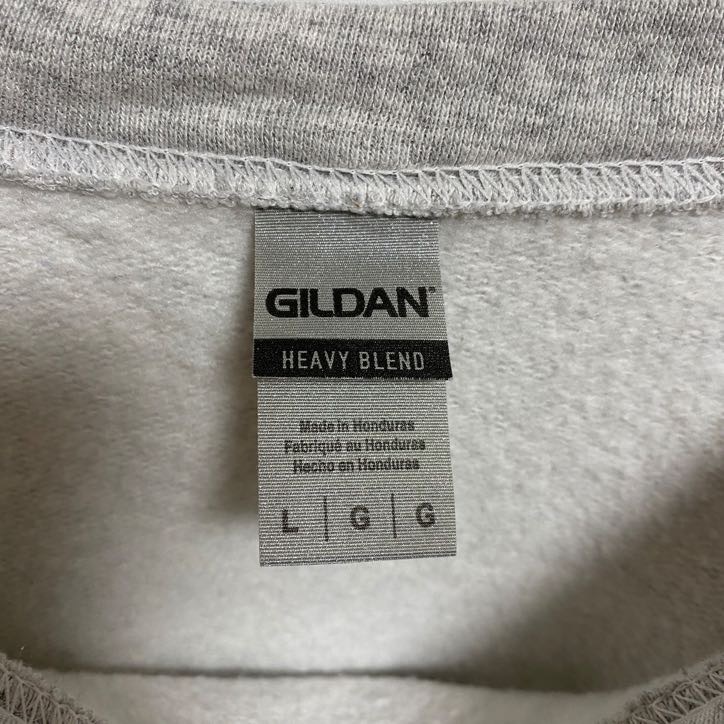 GILDAN®
HEAVY BLEND
Made in Honduras
Fabriqué au Honduras
Hecho en Honduras
L | G | G